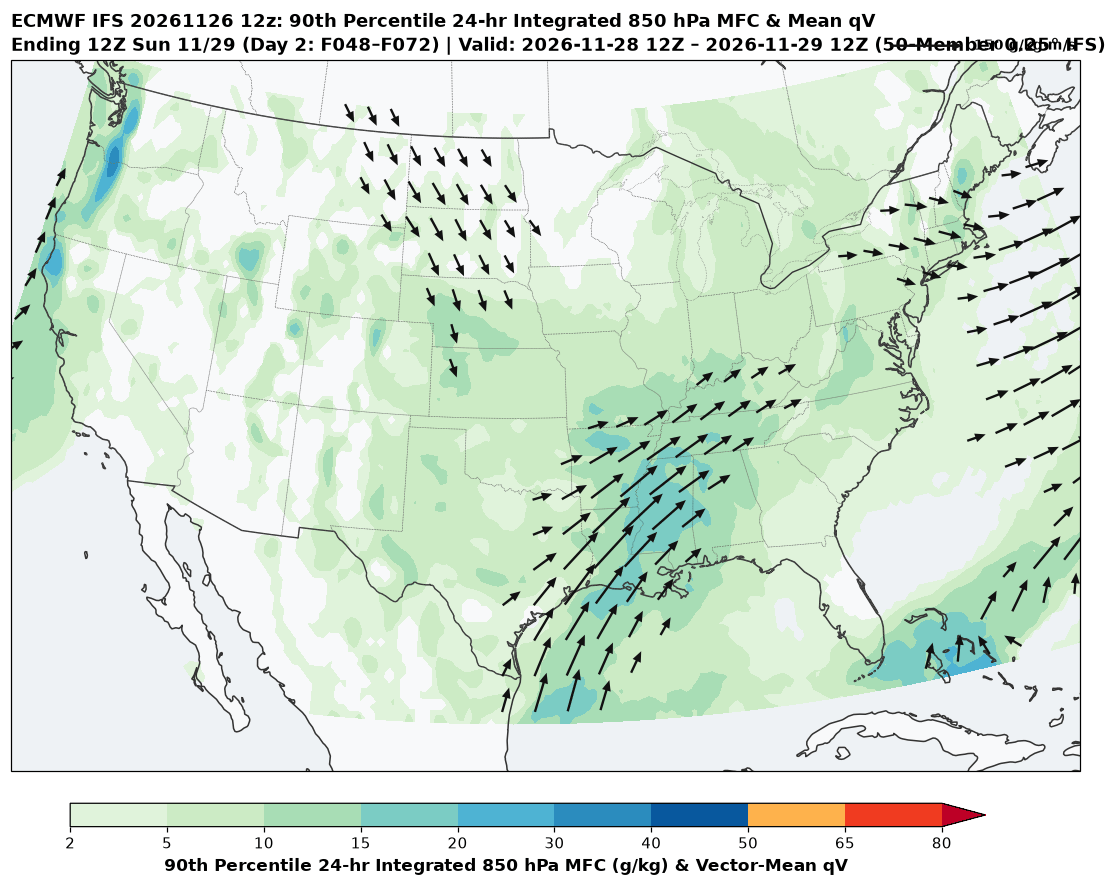 ECMWF IFS 20261126 12z: 90th Percentile 24-hr Integrated 850 hPa MFC & Mean qV
Ending 12Z Sun 11/29 (Day 2: F048–F072) | Valid: 2026-11-28 12Z – 2026-11-29 12Z (50-Member 0.25° IFS)
150 g/kg·m/s
2 5 10 15 20 30 40 50 65 80
90th Percentile 24-hr Integrated 850 hPa MFC (g/kg) & Vector-Mean qV